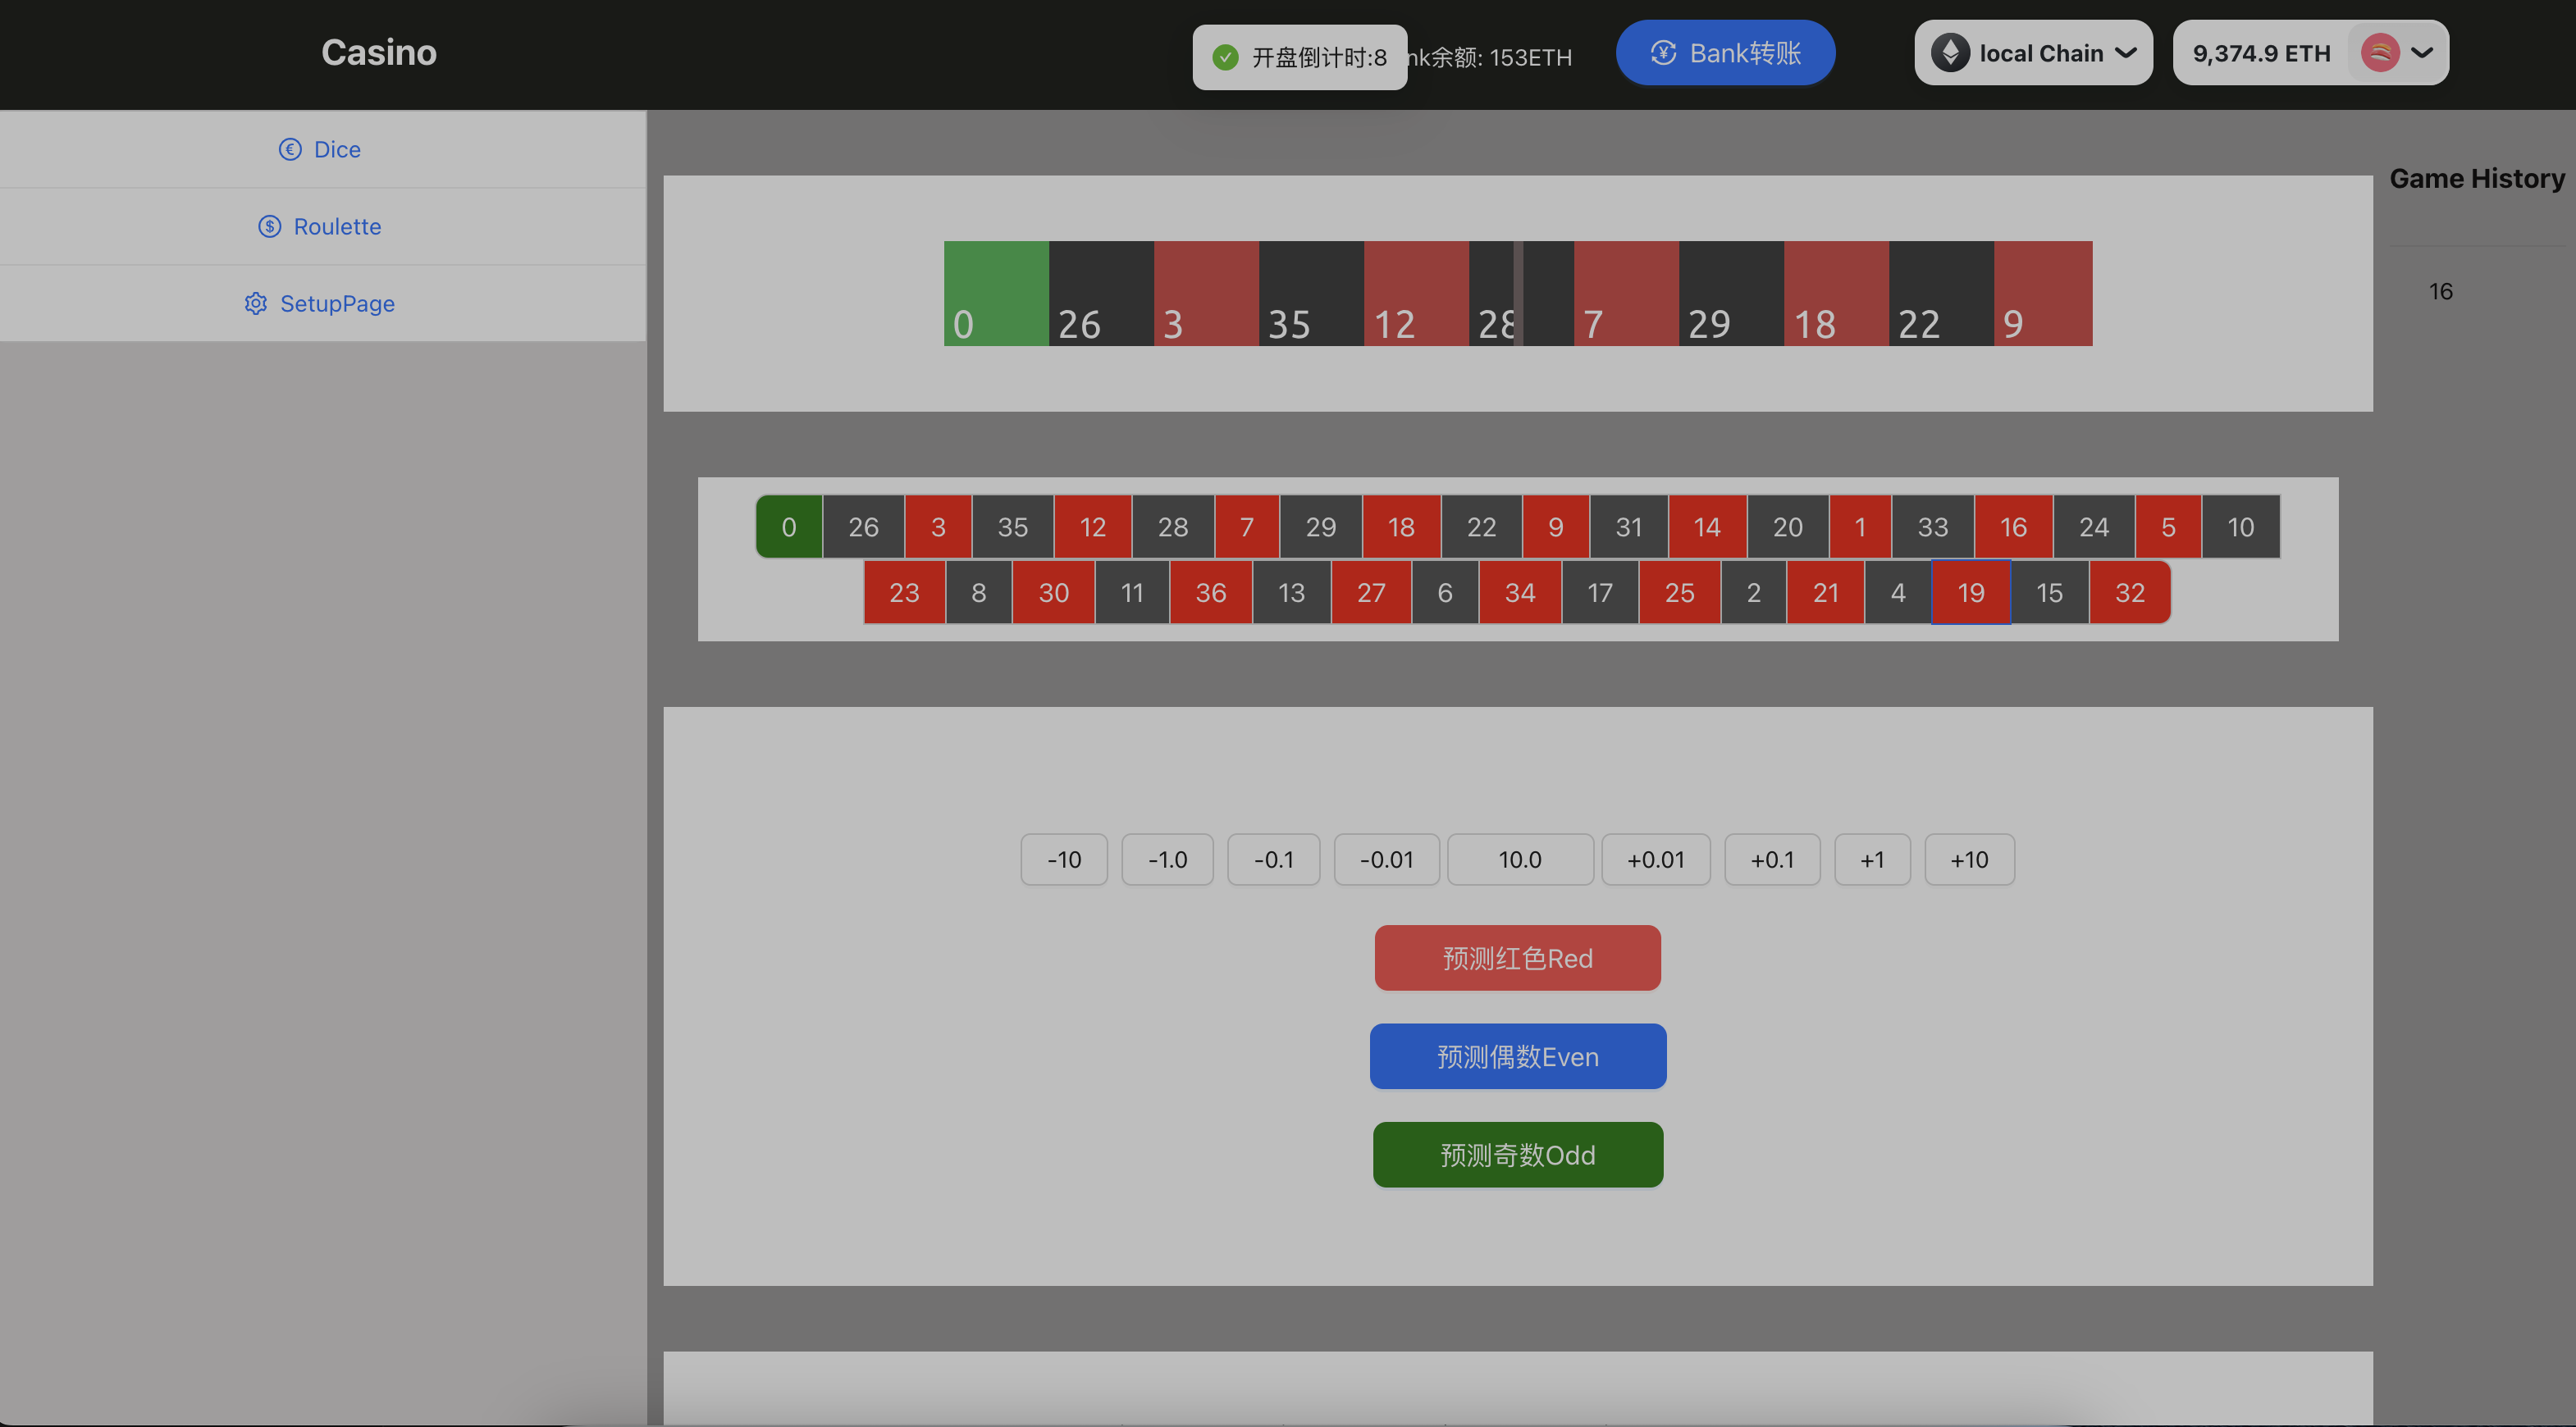 Casino
开盘倒计时:8
nk余额: 153ETH
Bank转账
local Chain
9,374.9 ETH
Dice
Roulette
SetupPage
Game History
16
0 26 3 35 12 28 7 29 18 22 9
0 26 3 35 12 28 7 29 18 22 9 31 14 20 1 33 16 24 5 10
23 8 30 11 36 13 27 6 34 17 25 2 21 4 19 15 32
-10 -1.0 -0.1 -0.01 10.0 +0.01 +0.1 +1 +10
预测红色Red
预测偶数Even
预测奇数Odd